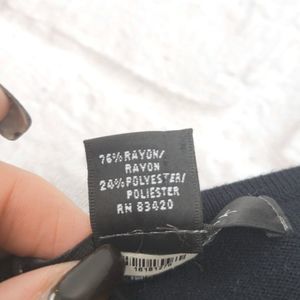 76% RAYON/
RAYON
24% POLYESTER/
POLIESTER
RN 83420